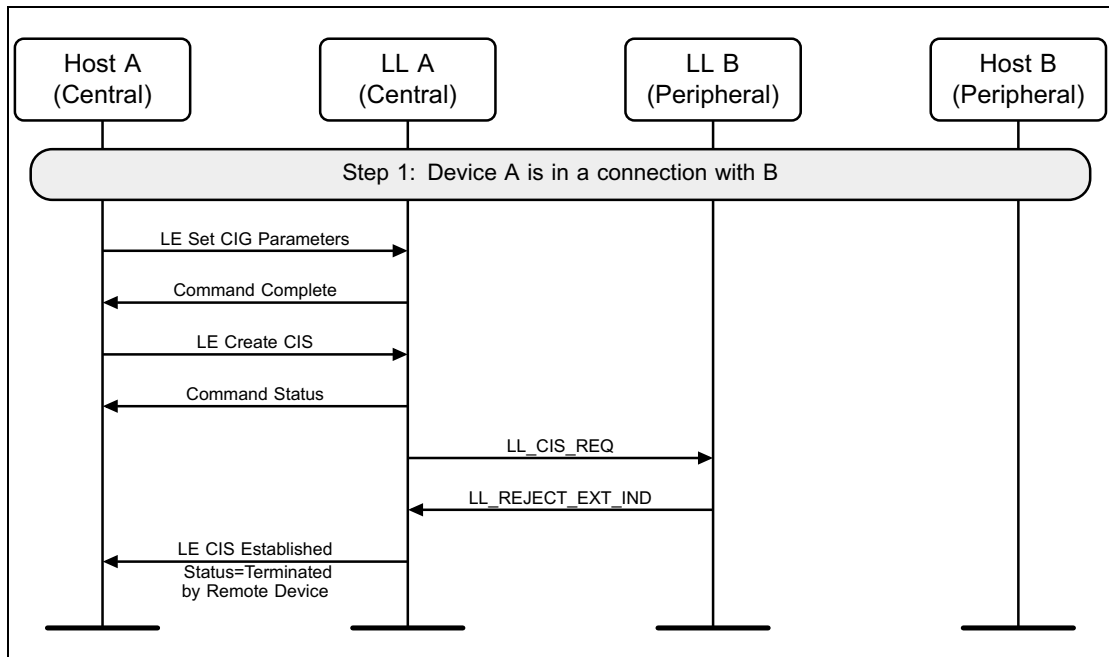 Host A
(Central)
LL A
(Central)
LL B
(Peripheral)
Host B
(Peripheral)
Step 1: Device A is in a connection with B
LE Set CIG Parameters
Command Complete
LE Create CIS
Command Status
LL_CIS_REQ
LL_REJECT_EXT_IND
LE CIS Established
Status=Terminated
by Remote Device